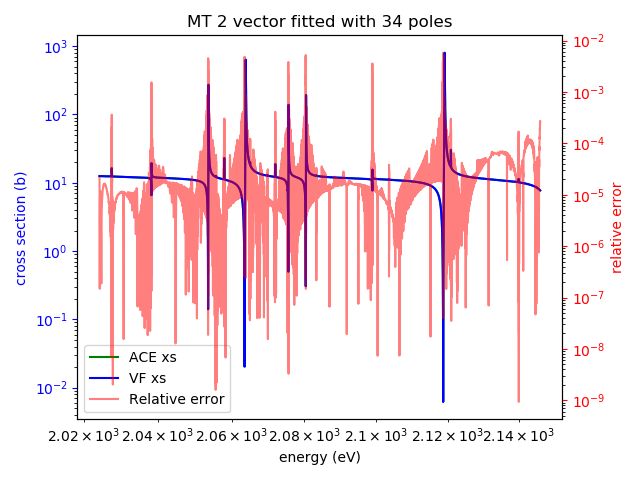 MT 2 vector fitted with 34 poles
cross section (b)
10³
10²
10¹
10⁰
10⁻¹
10⁻²
10⁻²
10⁻³
10⁻⁴
10⁻⁵
10⁻⁶
10⁻⁷
10⁻⁸
10⁻⁹
relative error
ACE xs
VF xs
Relative error
2.02 × 10³ 2.04 × 10³ 2.06 × 10³ 2.08 × 10³ 2.1 × 10³ 2.12 × 10³ 2.14 × 10³
energy (eV)